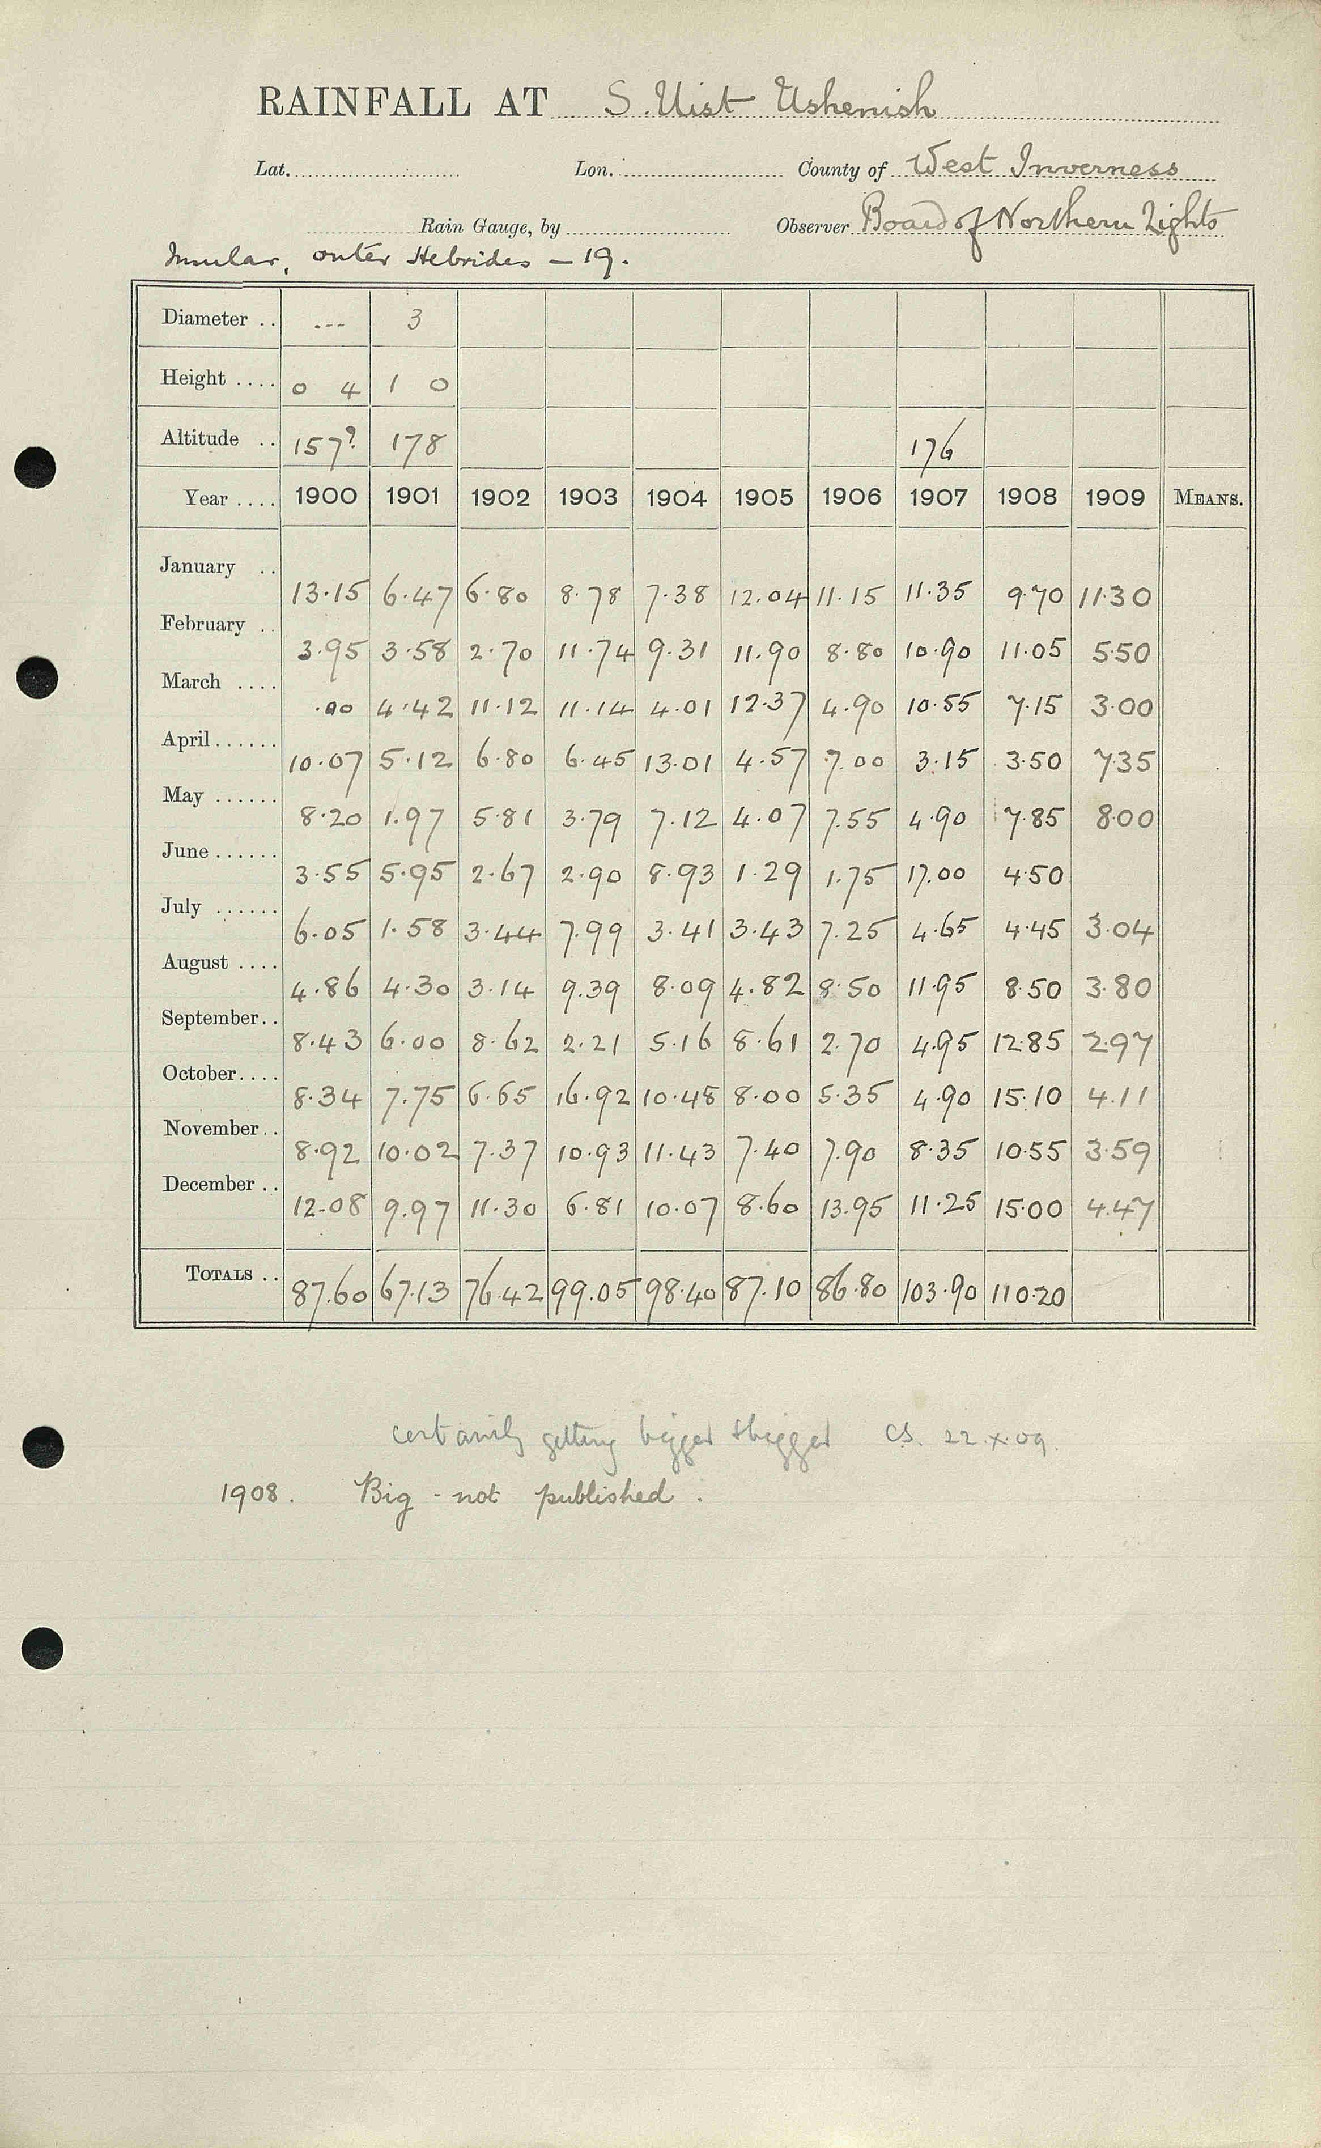 RAINFALL AT S. Uist Ushenish
Lat. Lon. County of West Inverness
Rain Gauge, by Observer Board of Northern Lights
Insular, outer Hebrides – 19.
Diameter .. --- 3
Height .... 0 4 1 0
Altitude .. 157? 178 176
Year .... 1900 1901 1902 1903 1904 1905 1906 1907 1908 1909 MEANS.
January .. 13.15 6.47 6.80 8.78 7.38 12.04 11.15 11.35 9.70 11.30
February .. 3.95 3.58 2.70 11.74 9.31 11.90 8.80 10.90 11.05 5.50
March .... .00 4.42 11.12 11.14 4.01 12.37 4.90 10.55 7.15 3.00
April...... 10.07 5.12 6.80 6.45 13.01 4.57 7.00 3.15 3.50 7.35
May ...... 8.20 1.97 5.81 3.79 7.12 4.07 7.55 4.90 7.85 8.00
June...... 3.55 5.95 2.67 2.90 8.93 1.29 1.75 17.00 4.50
July ...... 6.05 1.58 3.44 7.99 3.41 3.43 7.25 4.65 4.45 3.04
August .... 4.86 4.30 3.14 9.39 8.09 4.82 8.50 11.95 8.50 3.80
September.. 8.43 6.00 8.62 2.21 5.16 8.61 2.70 4.95 12.85 2.97
October.... 8.34 7.75 6.65 16.92 10.48 8.00 5.35 4.90 15.10 4.11
November.. 8.92 10.02 7.37 10.93 11.43 7.40 7.90 8.35 10.55 3.59
December .. 12.08 9.97 11.30 6.81 10.07 8.60 13.95 11.25 15.00 4.47
TOTALS .. 87.60 67.13 76.42 99.05 98.40 87.10 86.80 103.90 110.20
certainly getting bigger & bigger CS. 22.X.09
1908. Big - not published.